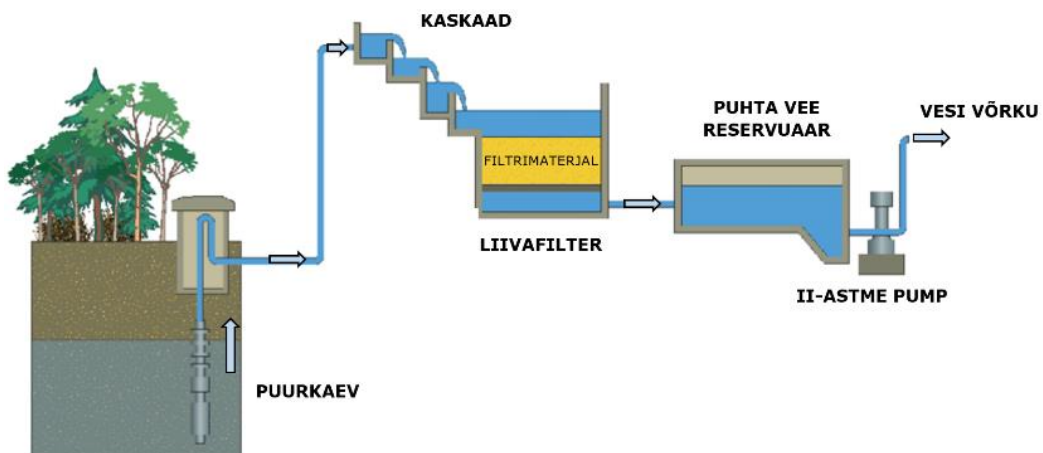 KASKAAD
PUHTA VEE
RESERVUAAR
VESI VÕRKU
FILTRIMATERJAL
LIIVAFILTER
II-ASTME PUMP
PUURKAEV